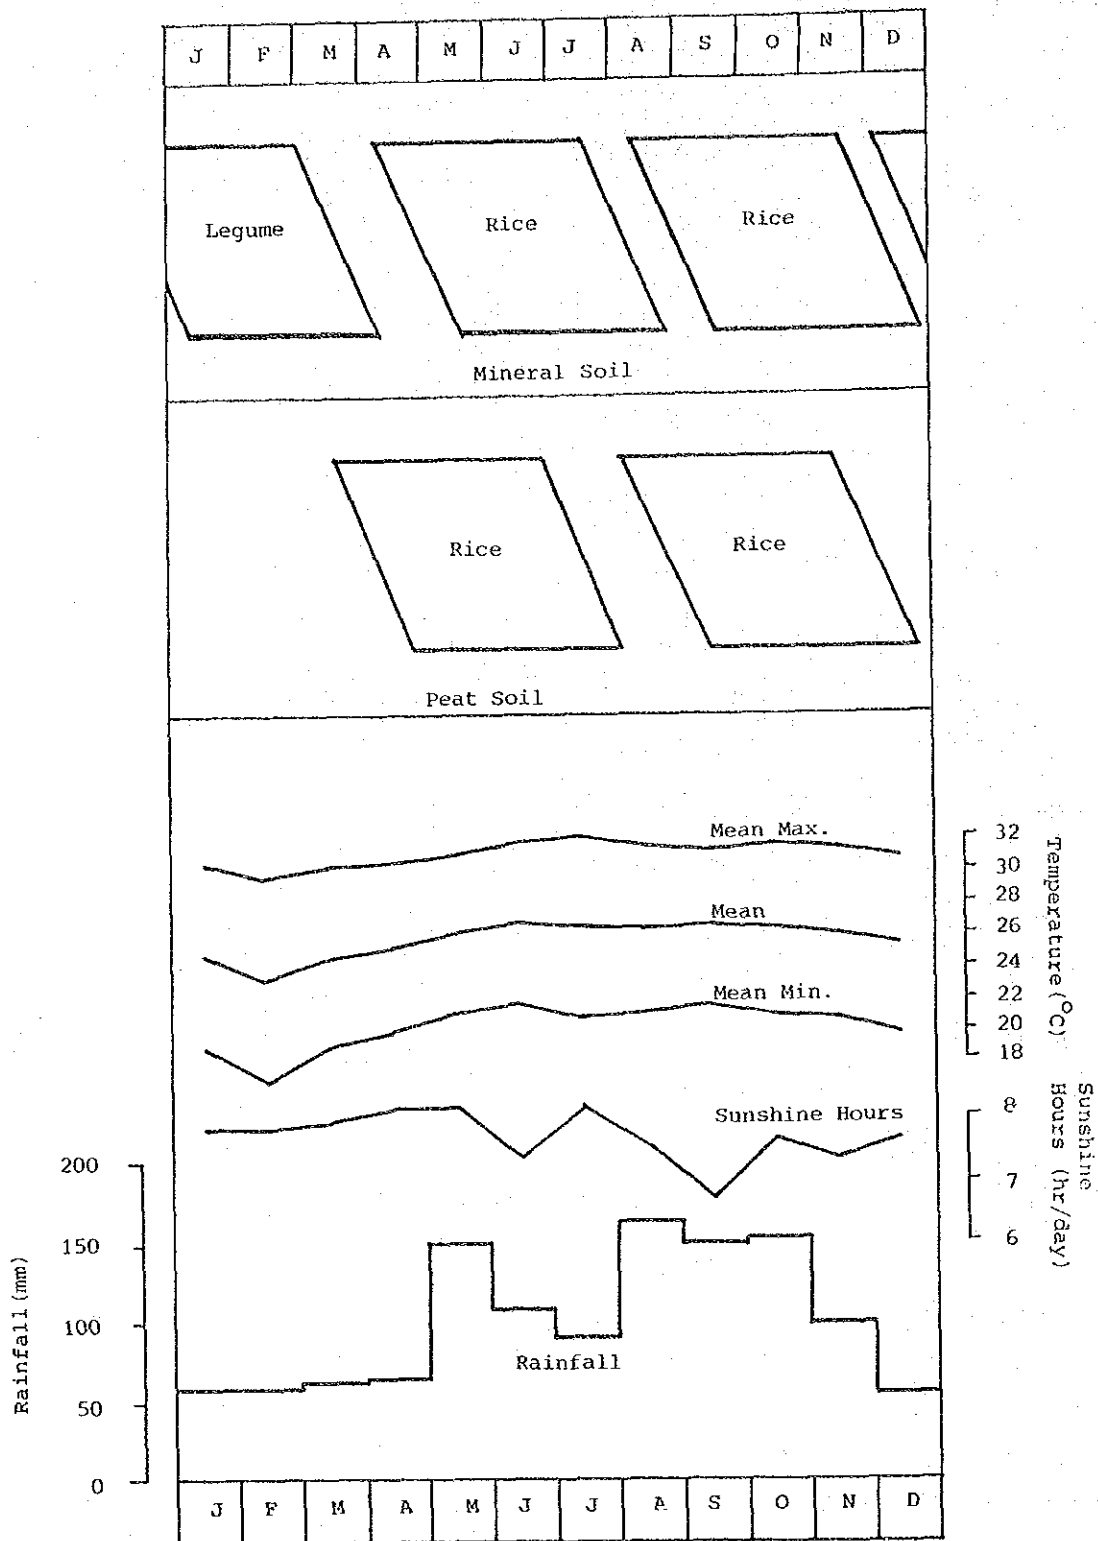 J F M A M J J A S O N D
Legume Rice Rice
Mineral Soil
Rice Rice
Peat Soil
Mean Max.
Mean
Mean Min.
32
30
28
26
24
22
20
18
Temperature(°C)
Sunshine Hours
8
7
6
Sunshine
Hours (hr/day)
200
150
100
50
0
Rainfall(mm)
Rainfall
J F M A M J J A S O N D